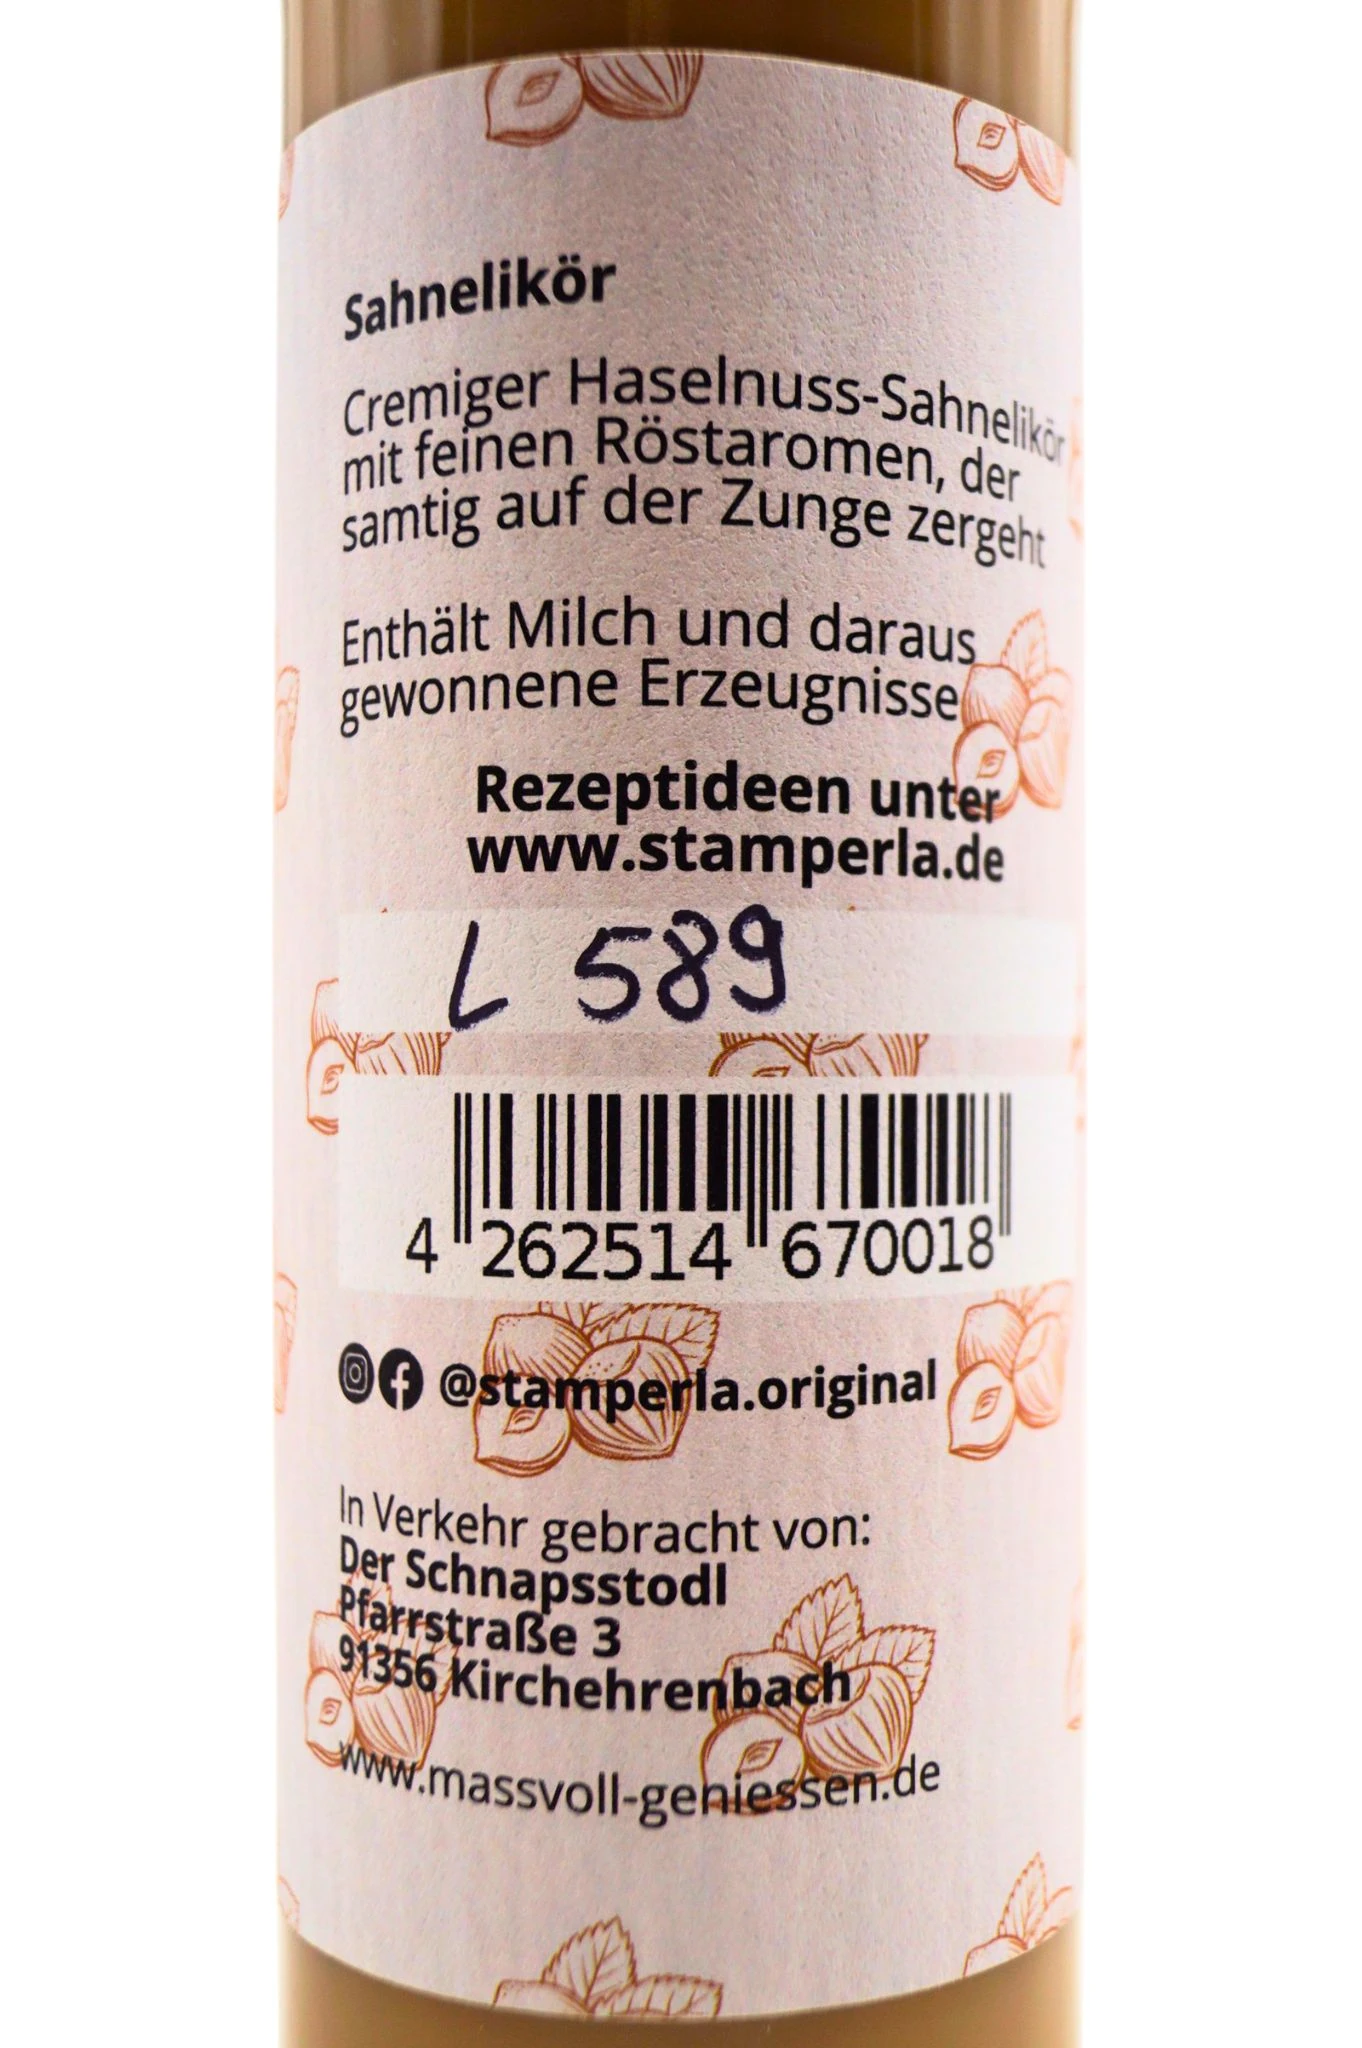 Sahnelikör
Cremiger Haselnuss-Sahnelikör
mit feinen Röstaromen, der
samtig auf der Zunge zergeht
Enthält Milch und daraus
gewonnene Erzeugnisse
Rezeptideen unter
www.stamperla.de
L 589
4 262514 670018
@stamperla.original
In Verkehr gebracht von:
Der Schnapsstodl
Pfarrstraße 3
91356 Kirchehrenbach
www.massvoll-geniessen.de